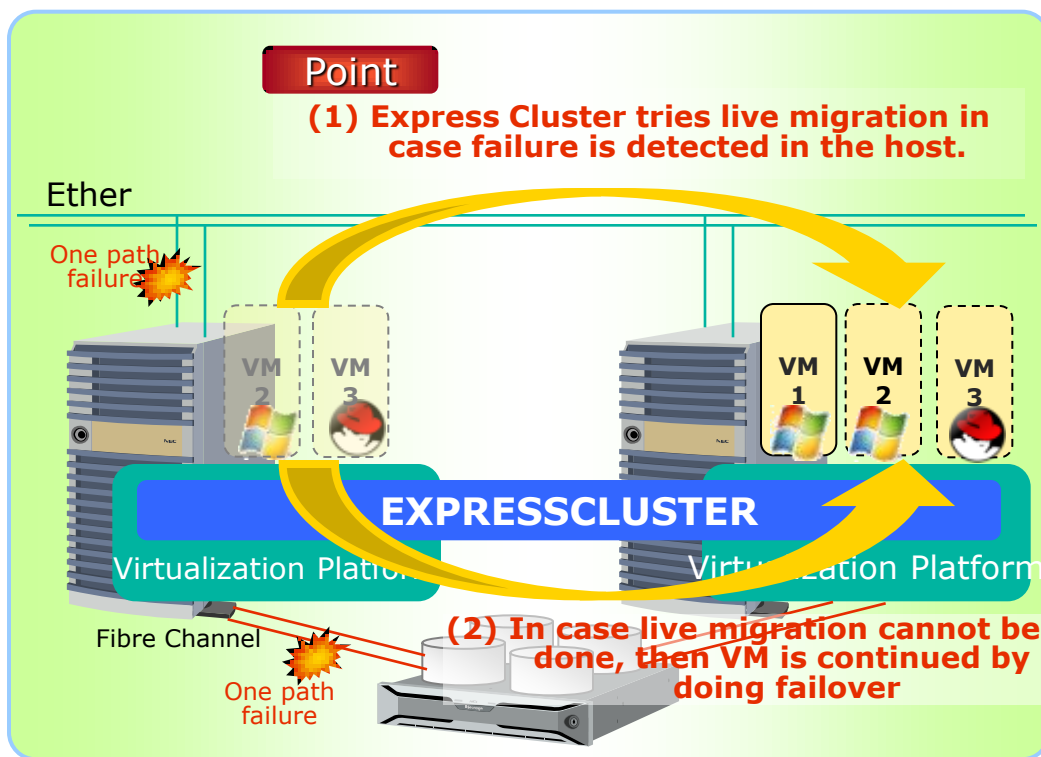 Point
(1) Express Cluster tries live migration in
case failure is detected in the host.
Ether
One path
failure
VM
2
VM
3
VM
1
VM
2
VM
3
NEC
NEC
EXPRESSCLUSTER
Virtualization Platform
Virtualization Platform
Fibre Channel
(2) In case live migration cannot be
done, then VM is continued by
doing failover
One path
failure